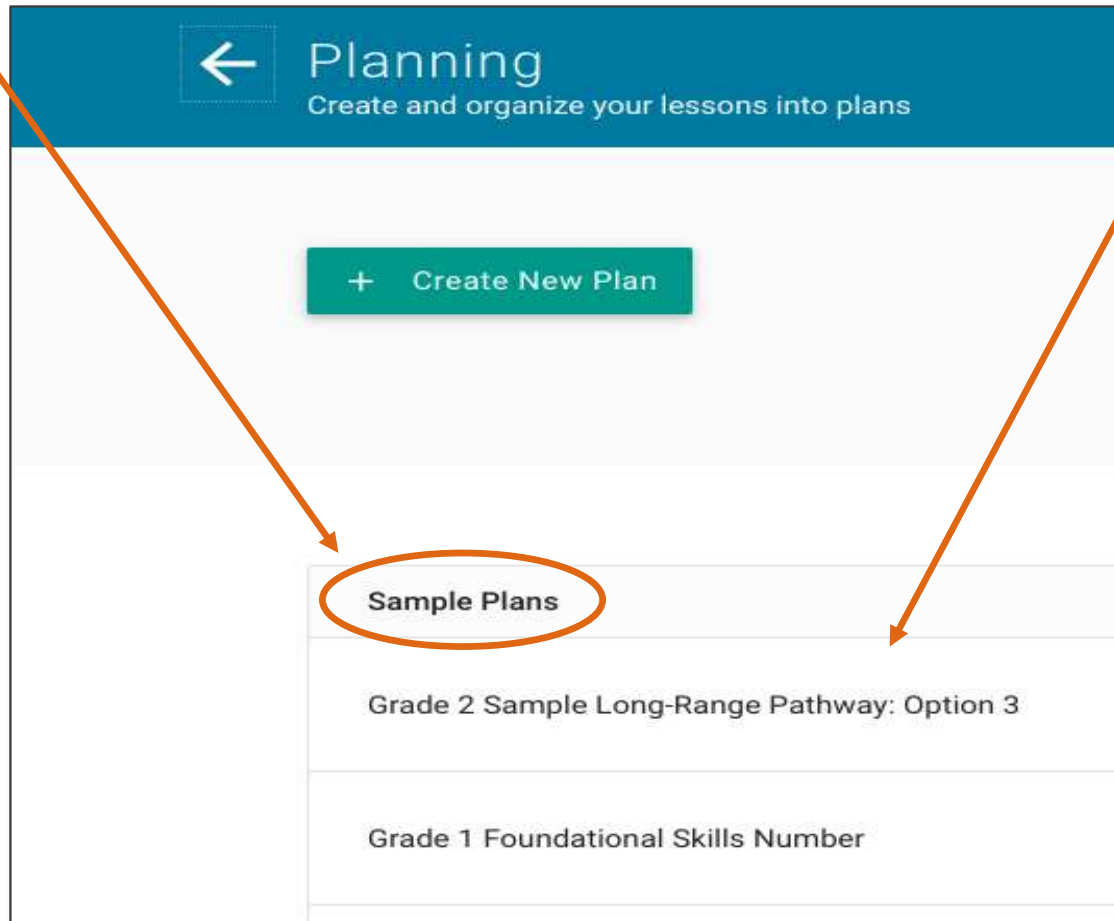 Planning
Create and organize your lessons into plans
+ Create New Plan
Sample Plans
Grade 2 Sample Long-Range Pathway: Option 3
Grade 1 Foundational Skills Number